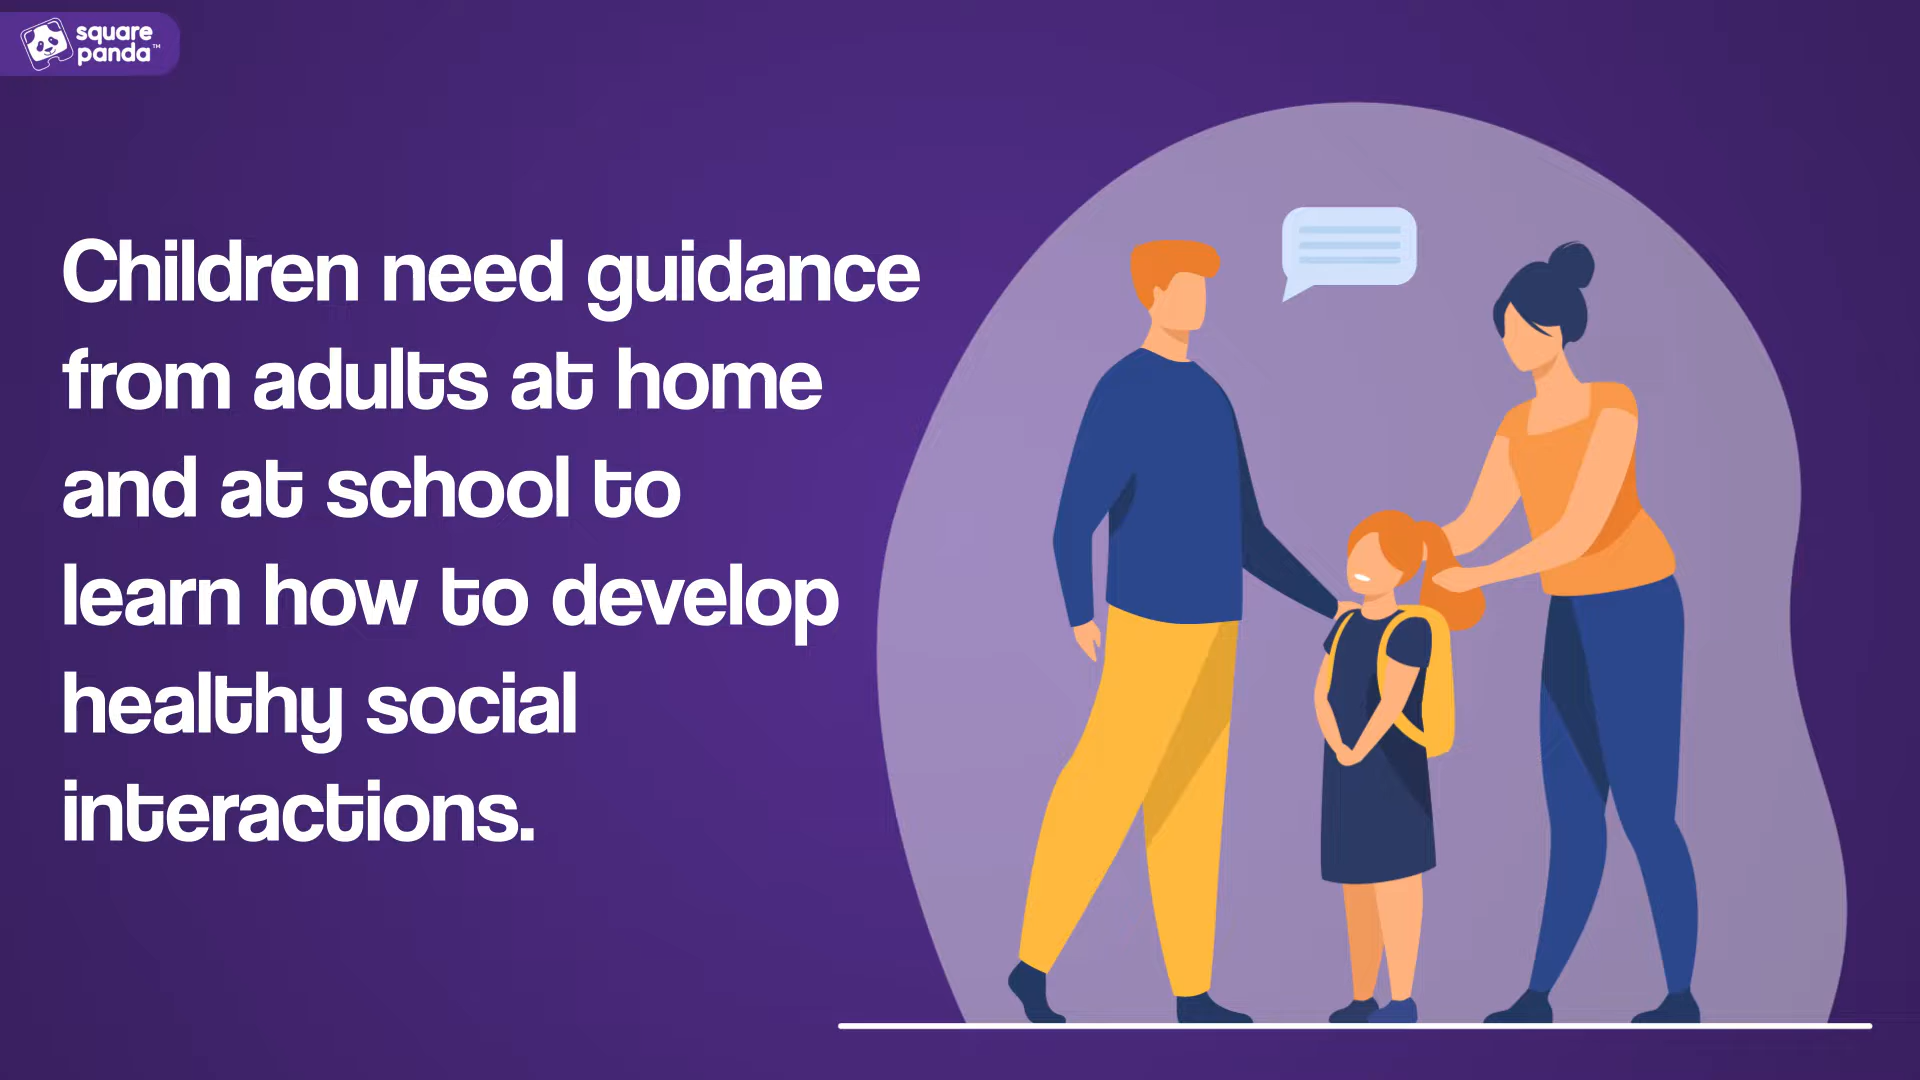 square
panda™
Children need guidance
from adults at home
and at school to
learn how to develop
healthy social
interactions.